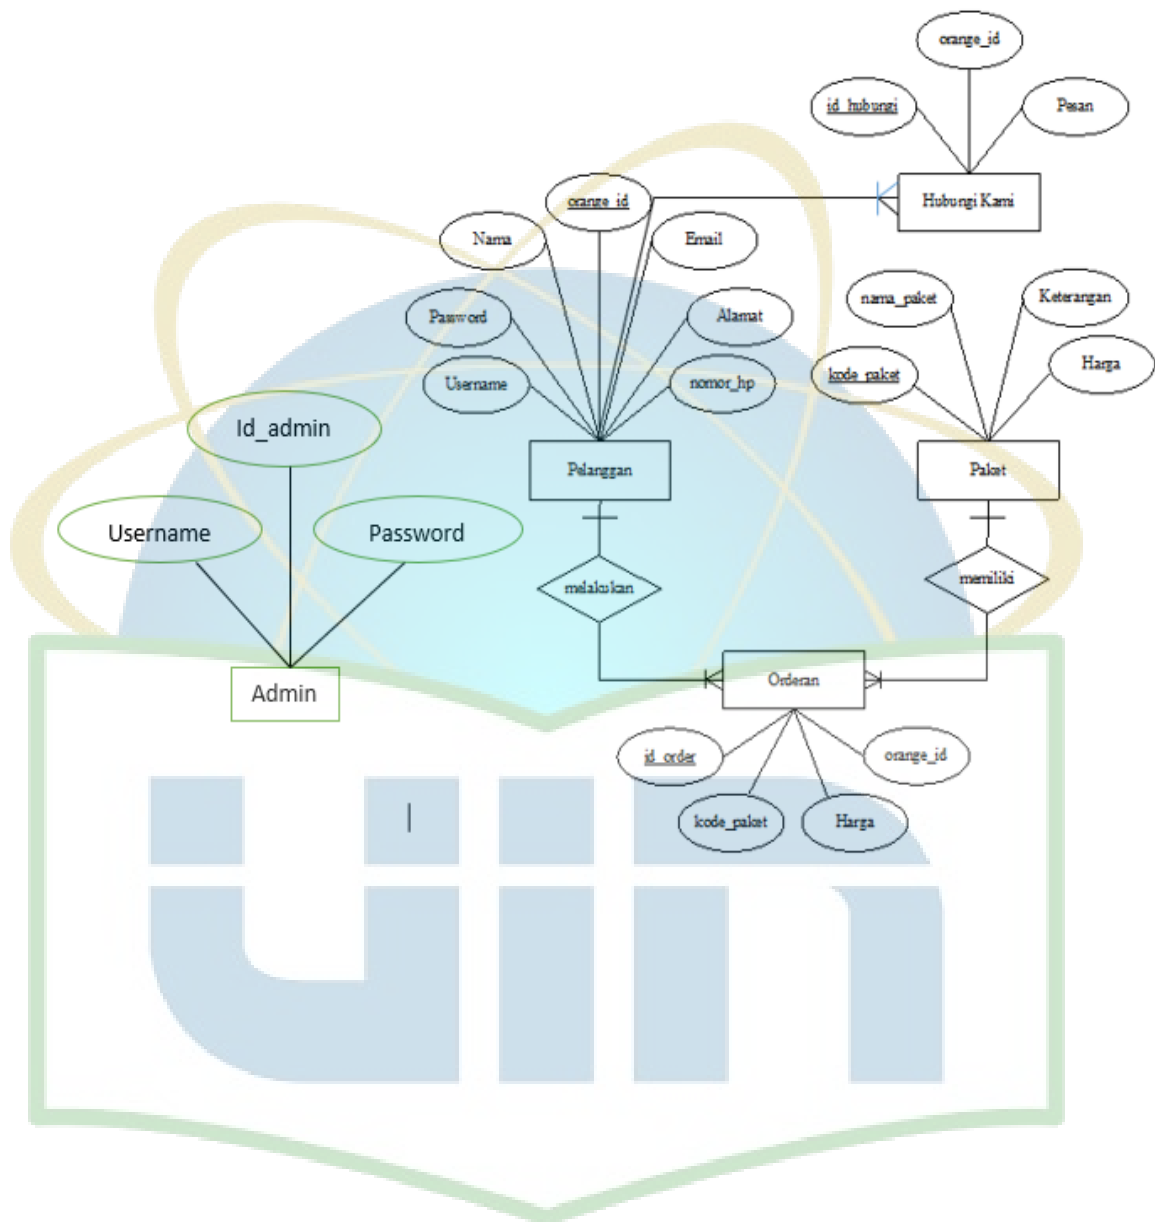 orange_id
id_hubungi
Pesan
Hubungi Kami
orange_id
Nama
Email
Password
Alamat
Username
nomor_hp
nama_paket
Keterangan
kode_paket
Harga
Id_admin
Username
Password
Admin
Pelanggan
Paket
melakukan
memiliki
Orderan
id_order
orange_id
kode_paket
Harga
uin